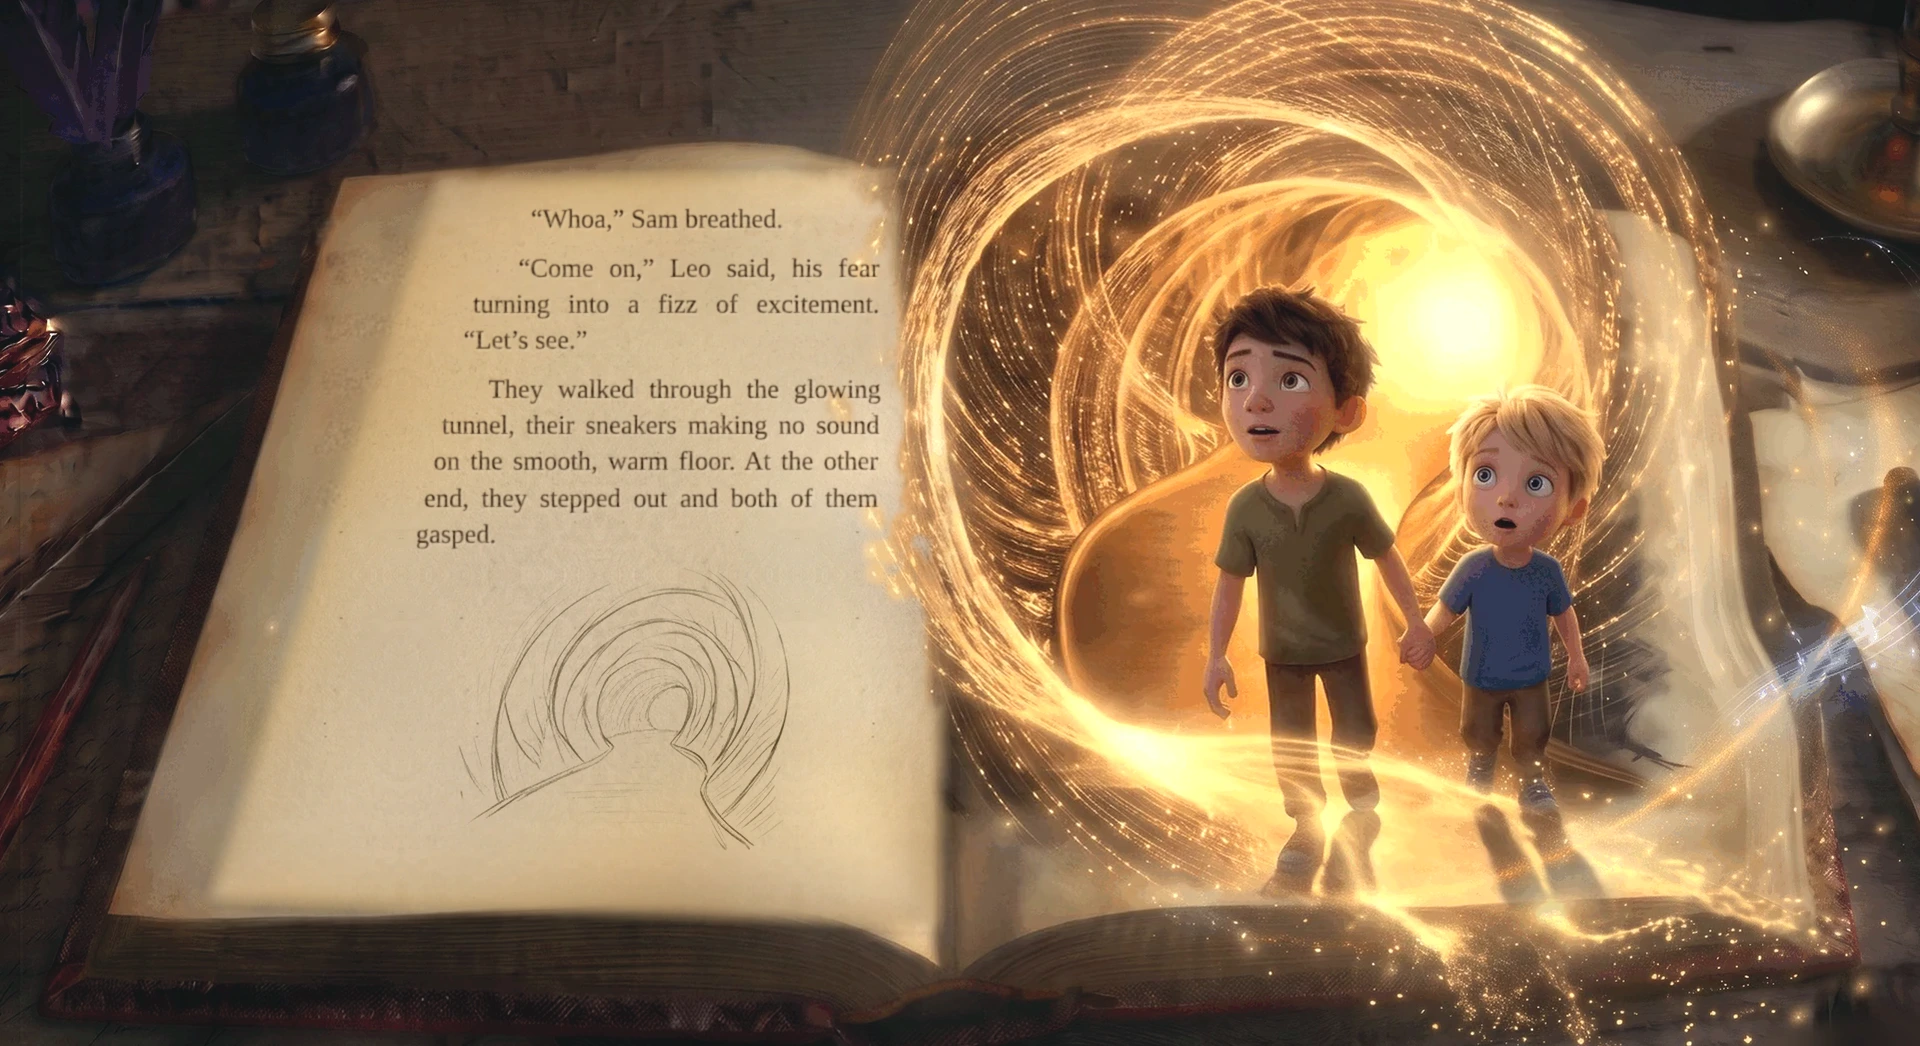 “Whoa,” Sam breathed.
“Come on,” Leo said, his fear
turning into a fizz of excitement.
“Let’s see.”
They walked through the glowing
tunnel, their sneakers making no sound
on the smooth, warm floor. At the other
end, they stepped out and both of them
gasped.